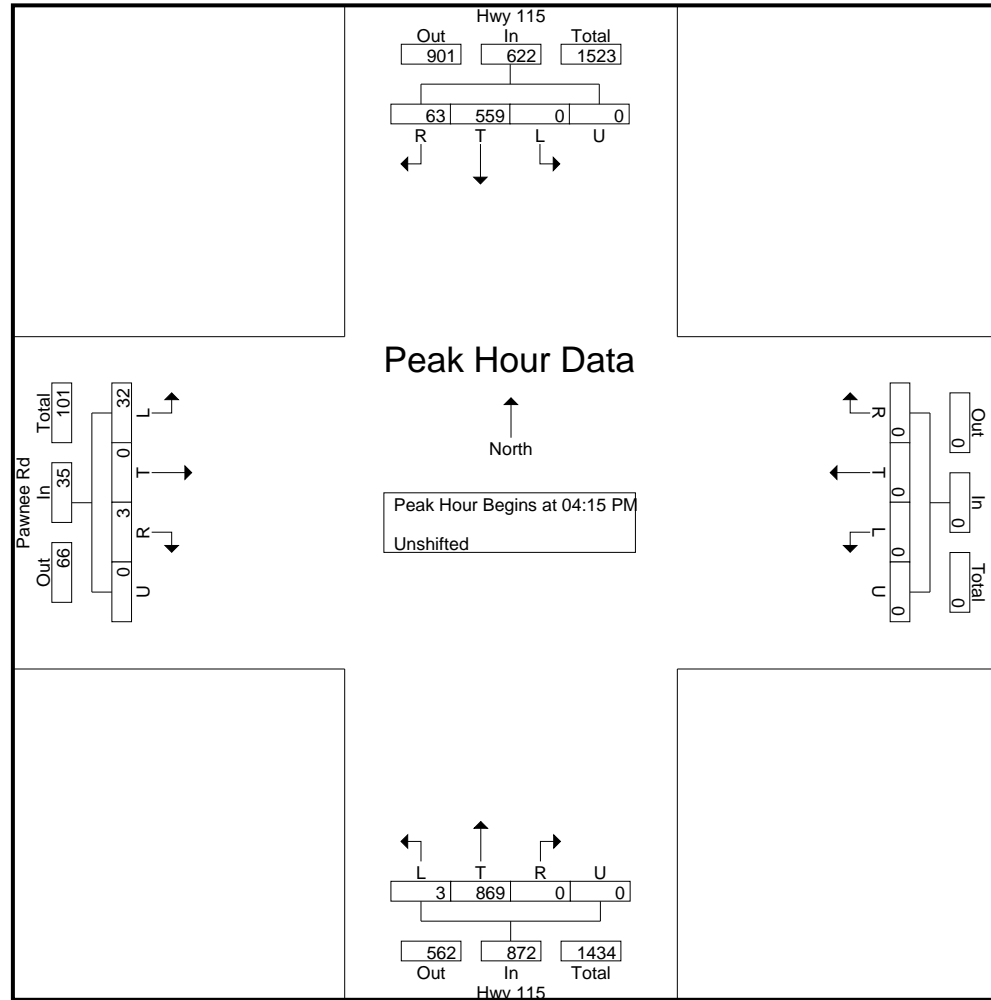 Hwy 115
Out In Total
901 622 1523
63 559 0 0
R T L U
Peak Hour Data
North
Peak Hour Begins at 04:15 PM
Unshifted
Pawnee Rd
Total In Out
101 35 66
32 0 3 0
L T R U
R T L U
0 0 0 0
Out In Total
0 0 0
L T R U
3 869 0 0
562 872 1434
Out In Total
Hwy 115